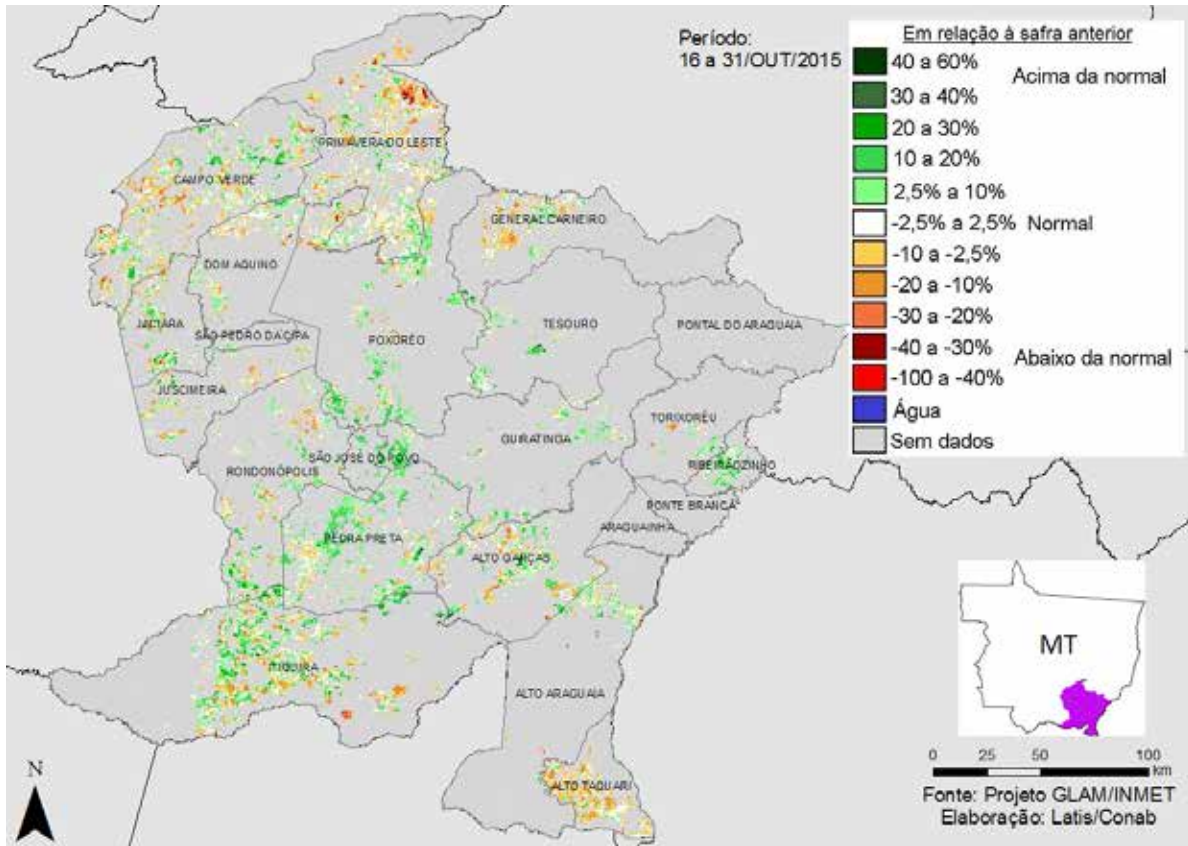 Período:
16 a 31/OUT/2015
Em relação à safra anterior
40 a 60%
Acima da normal
30 a 40%
20 a 30%
10 a 20%
2,5% a 10%
-2,5% a 2,5%
Normal
-10 a -2,5%
-20 a -10%
-30 a -20%
-40 a -30%
Abaixo da normal
-100 a -40%
Água
Sem dados
PRIMAVERA DO LESTE
CAMPO VERDE
GENERAL CARNEIRO
DOM AQUINO
JACIARA
SÃO PEDRO DA CIPA
POXORÉO
TESOURO
PONTAL DO ARAGUAIA
JUSCIMEIRA
TORIXORÉU
GUIRATINGA
SÃO JOSÉ DO POVO
RONDONÓPOLIS
RIBEIRÃOZINHO
PONTE BRANCA
ARAGUAINHA
PEDRA PRETA
ALTO GARÇAS
ITIQUIRA
ALTO ARAGUAIA
ALTO TAQUARI
MT
N
0 25 50 100
km
Fonte: Projeto GLAM/INMET
Elaboração: Latis/Conab